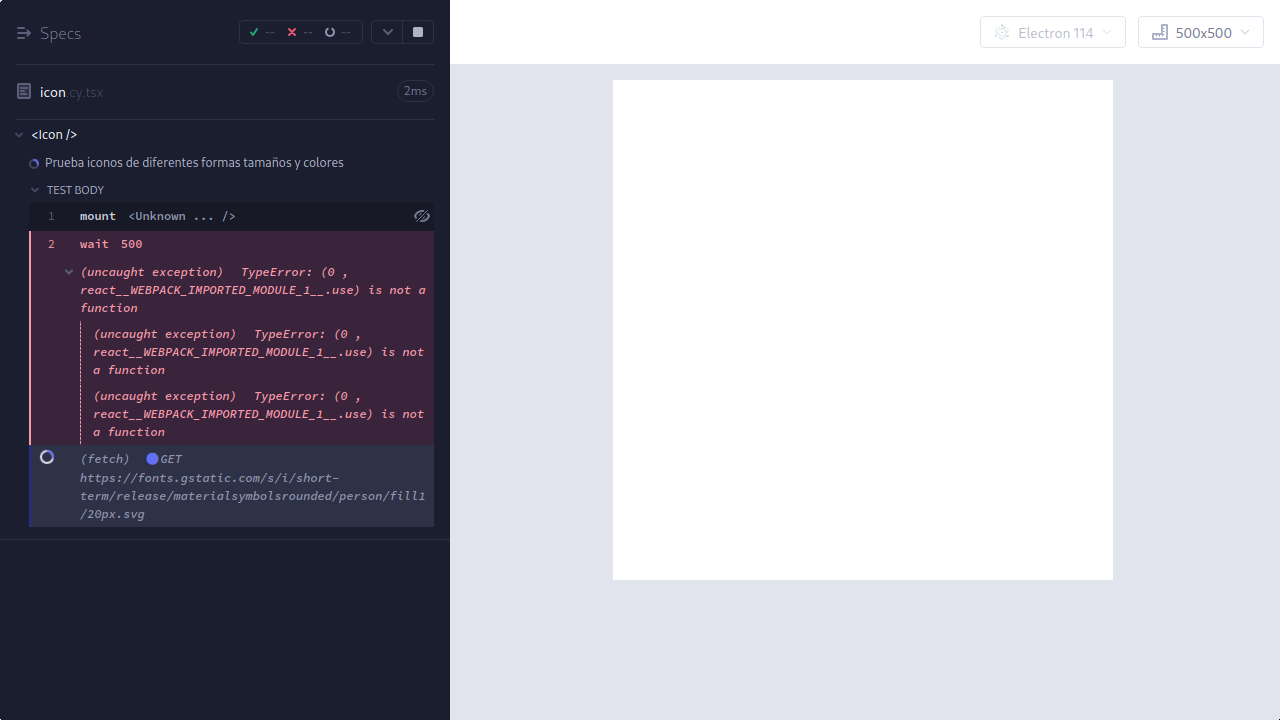 Specs
--
--
--
Electron 114
500x500
icon.cy.tsx
2ms
<Icon />
Prueba iconos de diferentes formas tamaños y colores
TEST BODY
1 mount <Unknown ... />
2 wait 500
(uncaught exception) TypeError: (0 ,
react__WEBPACK_IMPORTED_MODULE_1__.use) is not a
function
(uncaught exception) TypeError: (0 ,
react__WEBPACK_IMPORTED_MODULE_1__.use) is not
a function
(uncaught exception) TypeError: (0 ,
react__WEBPACK_IMPORTED_MODULE_1__.use) is not
a function
(fetch) GET
https://fonts.gstatic.com/s/i/short-
term/release/materialsymbolsrounded/person/fill1
/20px.svg